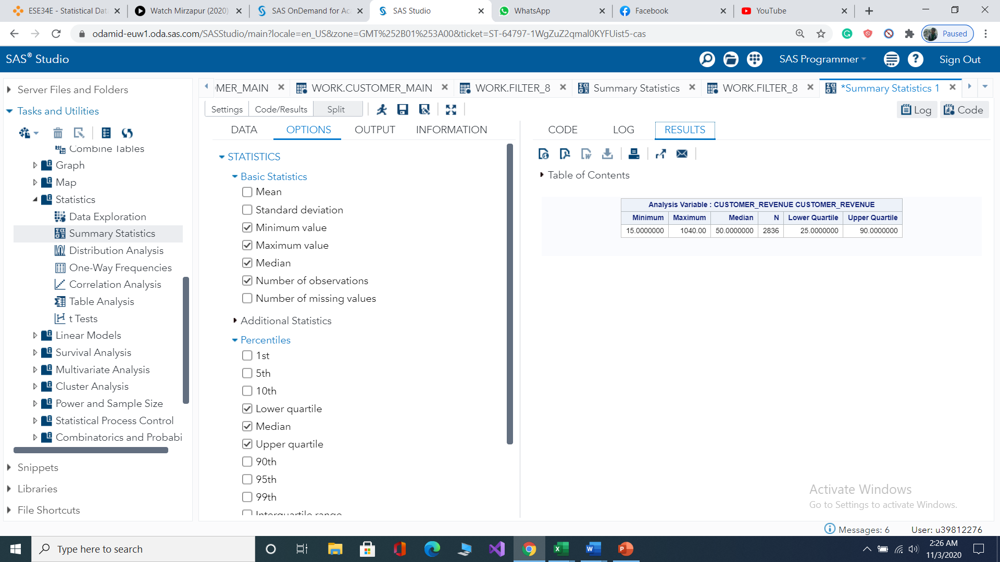 ESE34E - Statistical Dat
Watch Mirzapur (2020)
SAS OnDemand for Aca
SAS Studio
WhatsApp
Facebook
YouTube
odamid-euw1.oda.sas.com/SASStudio/main?locale=en_US&zone=GMT%252B01%253A00&ticket=ST-64797-1WgZuZ2qmal0KYFUist5-cas
Paused
SAS® Studio
SAS Programmer
Sign Out
Server Files and Folders
Tasks and Utilities
Combine Tables
Graph
Map
Statistics
Data Exploration
Summary Statistics
Distribution Analysis
One-Way Frequencies
Correlation Analysis
Table Analysis
t Tests
Linear Models
Survival Analysis
Multivariate Analysis
Cluster Analysis
Power and Sample Size
Statistical Process Control
Combinatorics and Probabi
Snippets
Libraries
File Shortcuts
OMER_MAIN
WORK.CUSTOMER_MAIN
WORK.FILTER_8
Summary Statistics
WORK.FILTER_8
*Summary Statistics 1
Settings
Code/Results
Split
Log
Code
DATA
OPTIONS
OUTPUT
INFORMATION
STATISTICS
Basic Statistics
Mean
Standard deviation
Minimum value
Maximum value
Median
Number of observations
Number of missing values
Additional Statistics
Percentiles
1st
5th
10th
Lower quartile
Median
Upper quartile
90th
95th
99th
Interquartile range
CODE
LOG
RESULTS
Table of Contents
Analysis Variable : CUSTOMER_REVENUE CUSTOMER_REVENUE
Minimum Maximum Median N Lower Quartile Upper Quartile
15.0000000 1040.00 50.0000000 2836 25.0000000 90.0000000
Activate Windows
Go to Settings to activate Windows.
Messages: 6
User: u39812276
Type here to search
2:26 AM
11/3/2020